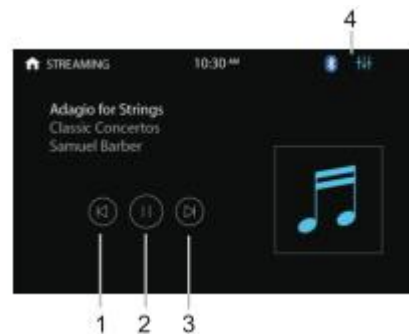 4
STREAMING 10:30 AM
Adagio for Strings
Classic Concertos
Samuel Barber
1 2 3